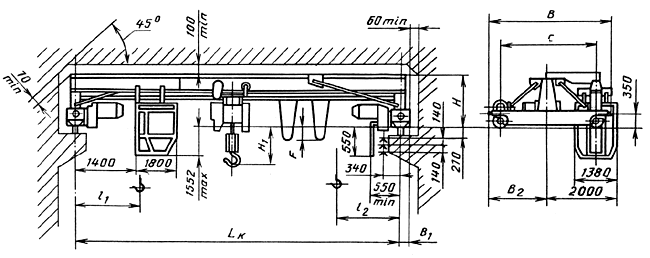 45°
100
min
60 min
70
min
B
C
350
H
140
140
270
1400
1800
1552
max
H₁
F
550
340
550
min
l₁
l₂
Lк
B₁
B₂
1380
2000